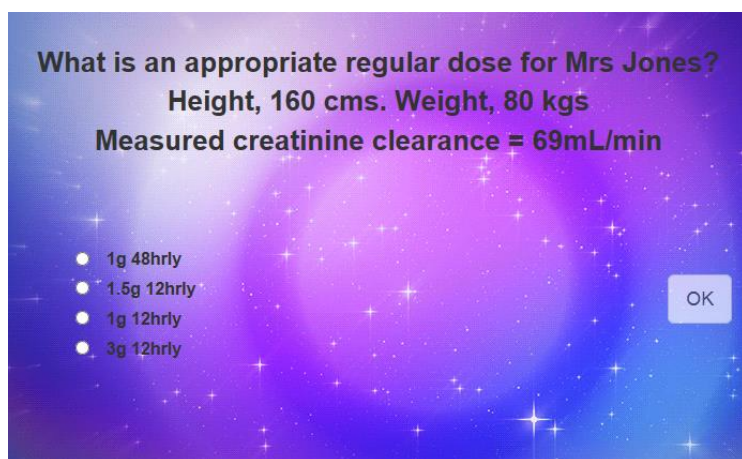 What is an appropriate regular dose for Mrs Jones?
Height, 160 cms. Weight, 80 kgs
Measured creatinine clearance = 69mL/min
1g 48hrly
1.5g 12hrly
OK
1g 12hrly
3g 12hrly